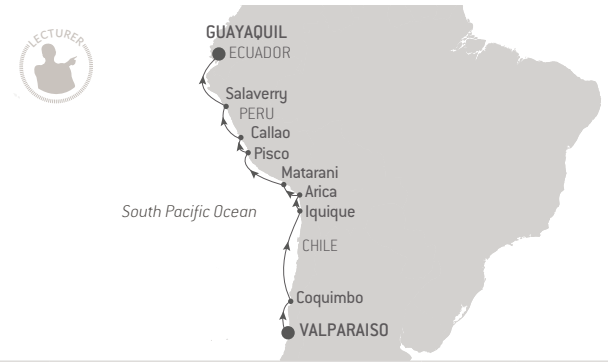 LECTURER
GUAYAQUIL
ECUADOR
Salaverry
PERU
Callao
Pisco
Matarani
Arica
South Pacific Ocean
Iquique
CHILE
Coquimbo
VALPARAISO